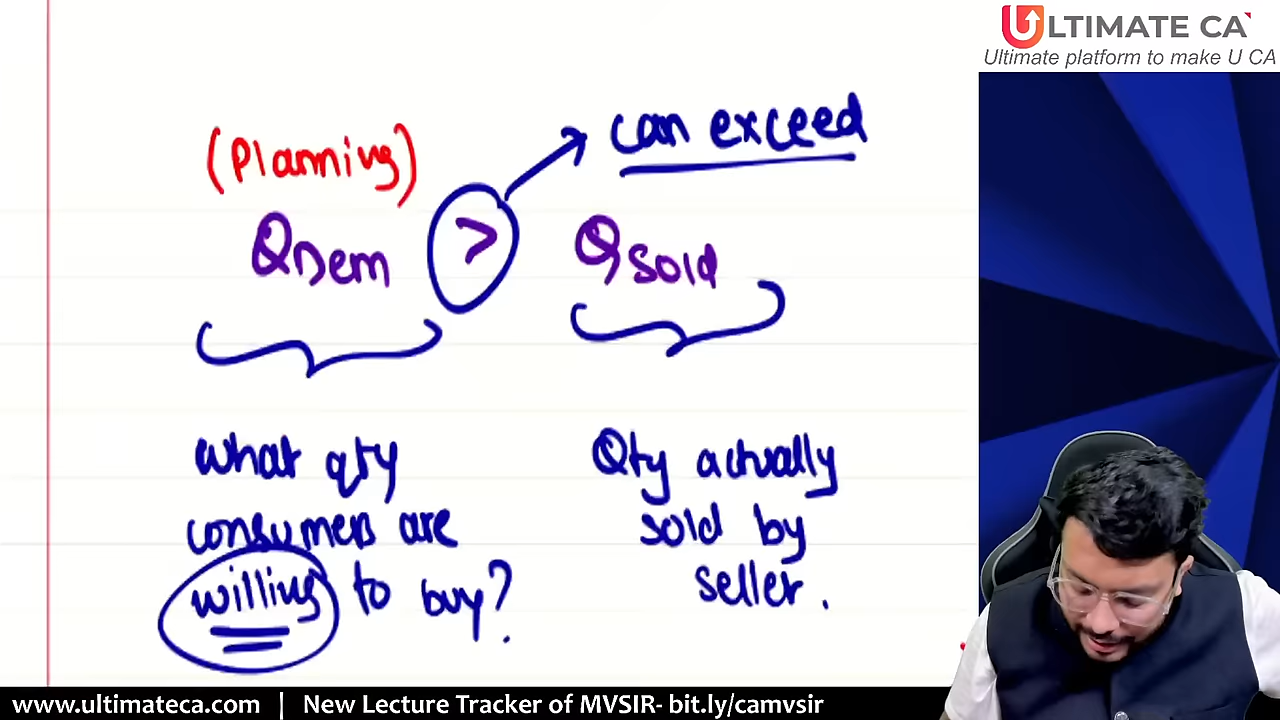 ULTIMATE CA
Ultimate platform to make U CA
can exceed
(Planning)
QDem > Qsold
what qty
consumers are
willing to buy?
Qty actually
sold by
seller.
www.ultimateca.com | New Lecture Tracker of MVSIR- bit.ly/camvsir